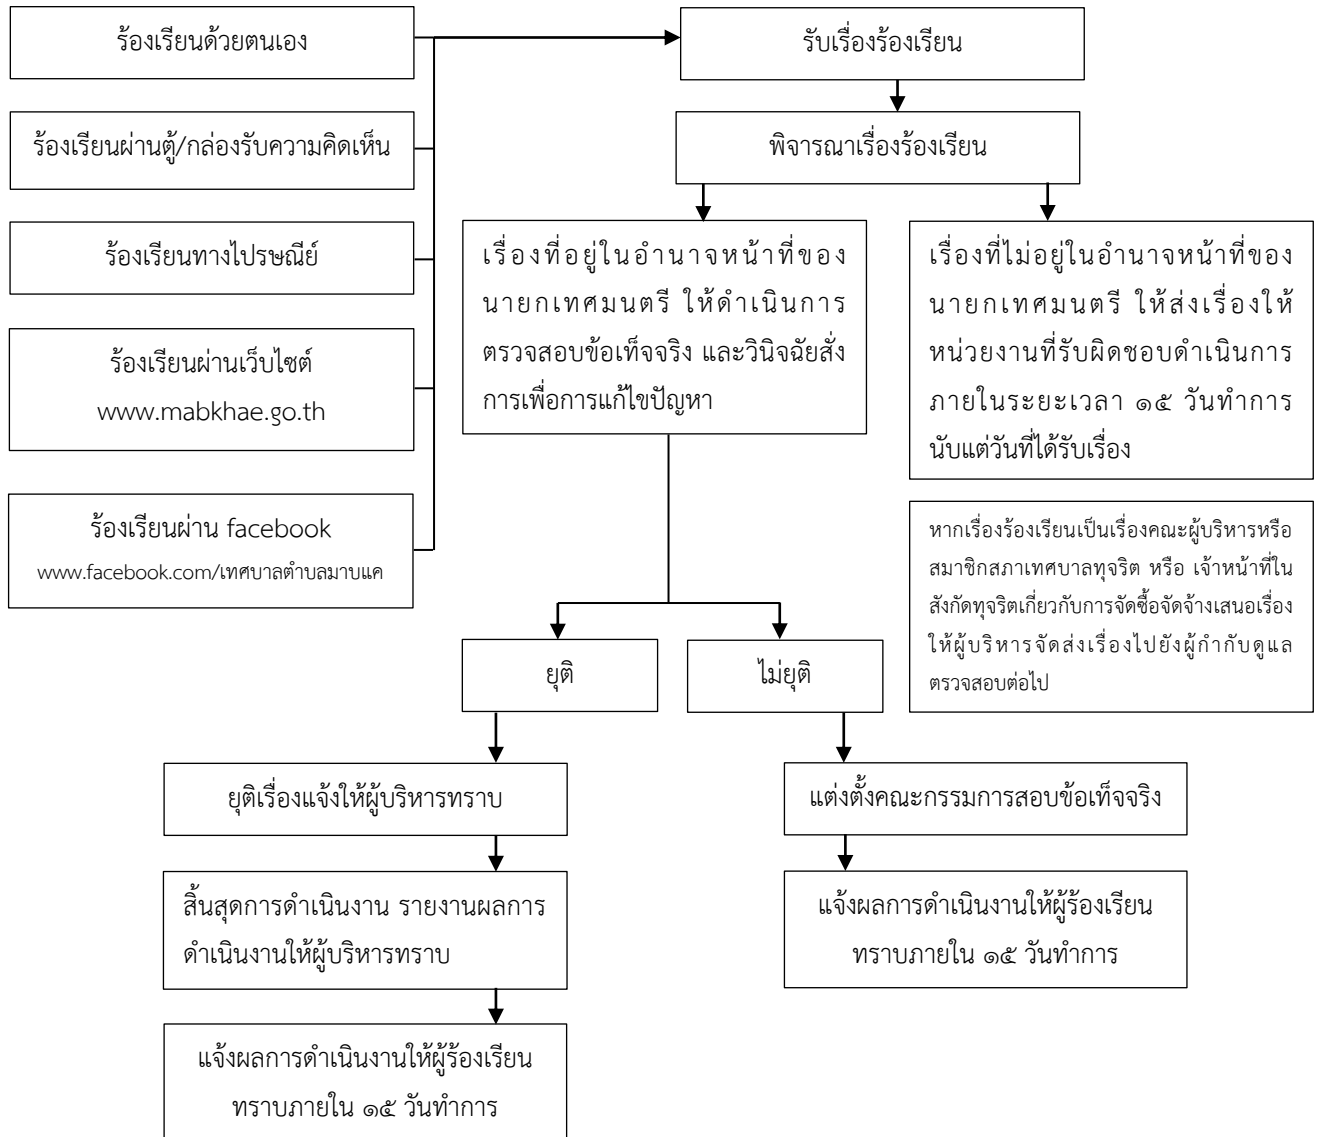 ร้องเรียนด้วยตนเอง
รับเรื่องร้องเรียน
ร้องเรียนผ่านตู้/กล่องรับความคิดเห็น
พิจารณาเรื่องร้องเรียน
ร้องเรียนทางไปรษณีย์
ร้องเรียนผ่านเว็บไซต์
www.mabkhae.go.th
ร้องเรียนผ่าน facebook
www.facebook.com/เทศบาลตำบลมาบแค
เรื่องที่อยู่ในอำนาจหน้าที่ของ
นายกเทศมนตรี ให้ดำเนินการ
ตรวจสอบข้อเท็จจริง และวินิจฉัยสั่ง
การเพื่อการแก้ไขปัญหา
เรื่องที่ไม่อยู่ในอำนาจหน้าที่ของ
นายกเทศมนตรี ให้ส่งเรื่องให้
หน่วยงานที่รับผิดชอบดำเนินการ
ภายในระยะเวลา ๑๕ วันทำการ
นับแต่วันที่ได้รับเรื่อง
หากเรื่องร้องเรียนเป็นเรื่องคณะผู้บริหารหรือ
สมาชิกสภาเทศบาลทุจริต หรือ เจ้าหน้าที่ใน
สังกัดทุจริตเกี่ยวกับการจัดซื้อจัดจ้างเสนอเรื่อง
ให้ผู้บริหารจัดส่งเรื่องไปยังผู้กำกับดูแล
ตรวจสอบต่อไป
ยุติ
ไม่ยุติ
ยุติเรื่องแจ้งให้ผู้บริหารทราบ
แต่งตั้งคณะกรรมการสอบข้อเท็จจริง
สิ้นสุดการดำเนินงาน รายงานผลการ
ดำเนินงานให้ผู้บริหารทราบ
แจ้งผลการดำเนินงานให้ผู้ร้องเรียน
ทราบภายใน ๑๕ วันทำการ
แจ้งผลการดำเนินงานให้ผู้ร้องเรียน
ทราบภายใน ๑๕ วันทำการ